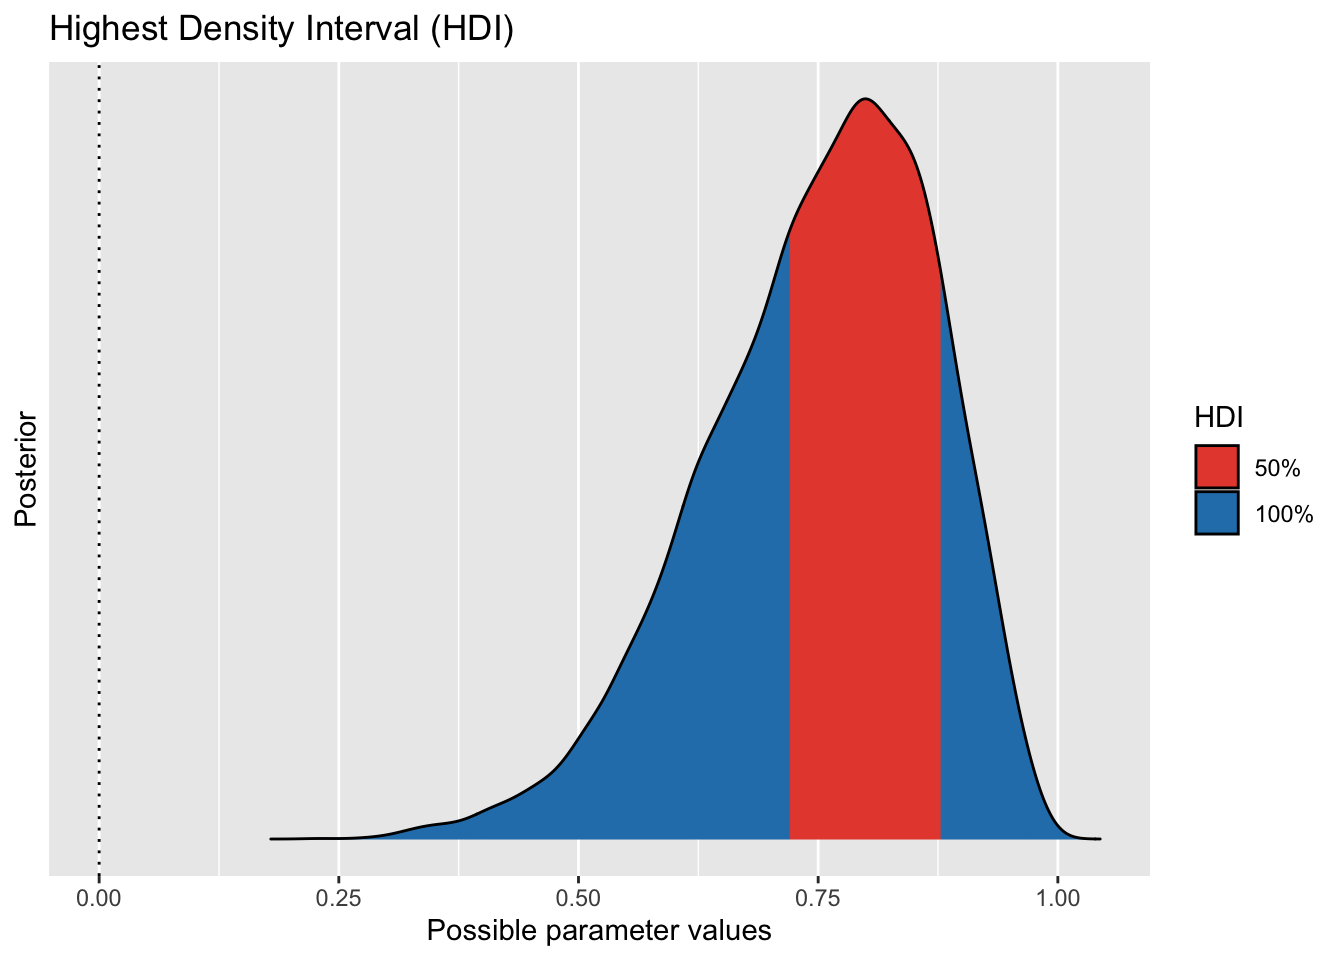 Highest Density Interval (HDI)
Posterior
HDI
50%
100%
0.00 0.25 0.50 0.75 1.00
Possible parameter values